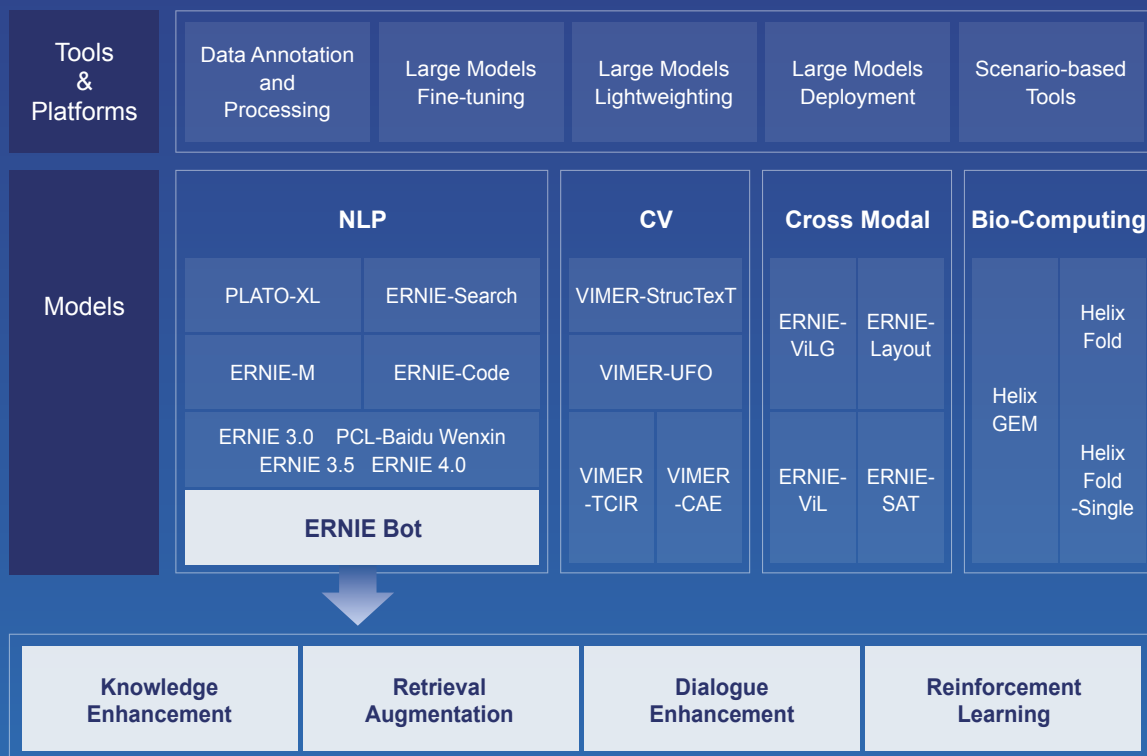 Tools
&
Platforms
Data Annotation
and
Processing
Large Models
Fine-tuning
Large Models
Lightweighting
Large Models
Deployment
Scenario-based
Tools
Models
NLP
PLATO-XL
ERNIE-Search
ERNIE-M
ERNIE-Code
ERNIE 3.0 PCL-Baidu Wenxin
ERNIE 3.5 ERNIE 4.0
ERNIE Bot
CV
VIMER-StrucTexT
VIMER-UFO
VIMER
-TCIR
VIMER
-CAE
Cross Modal
ERNIE-
ViLG
ERNIE-
Layout
ERNIE-
ViL
ERNIE-
SAT
Bio-Computing
Helix
GEM
Helix
Fold
Helix
Fold
-Single
Knowledge
Enhancement
Retrieval
Augmentation
Dialogue
Enhancement
Reinforcement
Learning